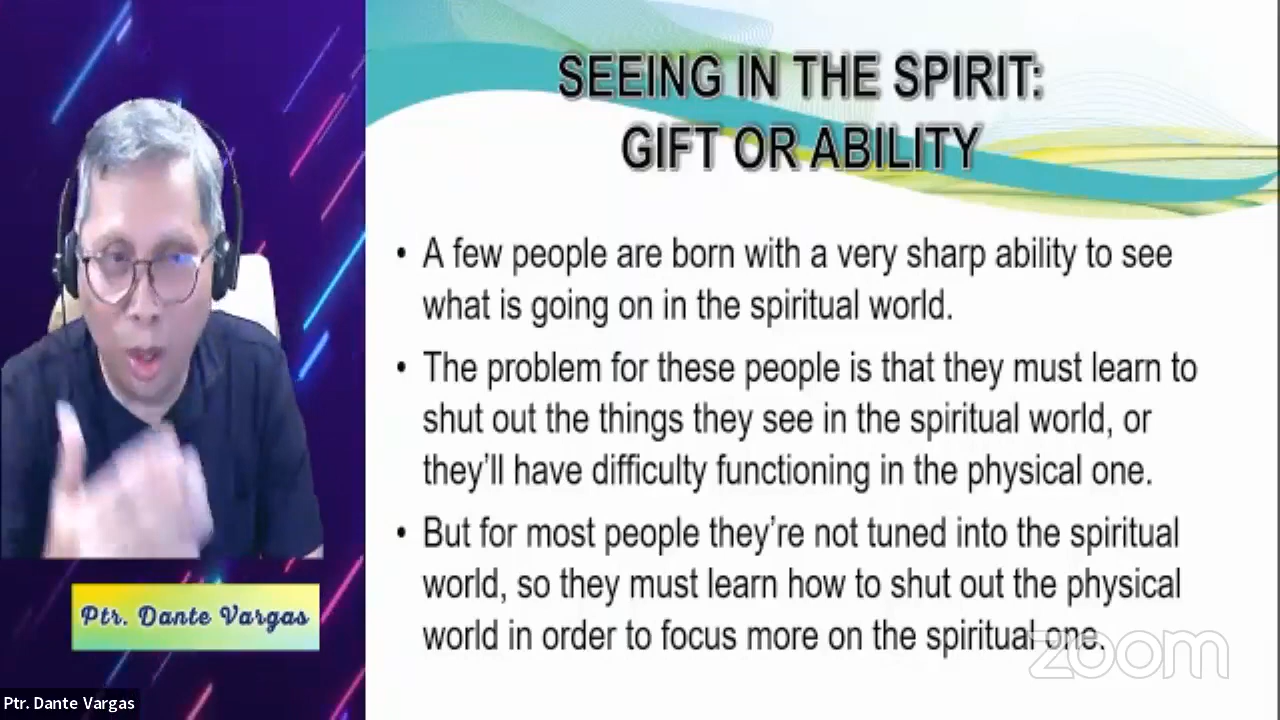 SEEING IN THE SPIRIT:
GIFT OR ABILITY
• A few people are born with a very sharp ability to see
what is going on in the spiritual world.
• The problem for these people is that they must learn to
shut out the things they see in the spiritual world, or
they'll have difficulty functioning in the physical one.
• But for most people they're not tuned into the spiritual
world, so they must learn how to shut out the physical
world in order to focus more on the spiritual one.
Ptr. Dante Vargas
Ptr. Dante Vargas
zoom